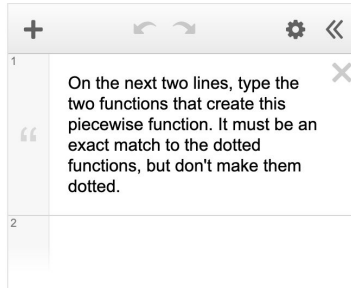 1
On the next two lines, type the
two functions that create this
piecewise function. It must be an
exact match to the dotted
functions, but don't make them
dotted.
2